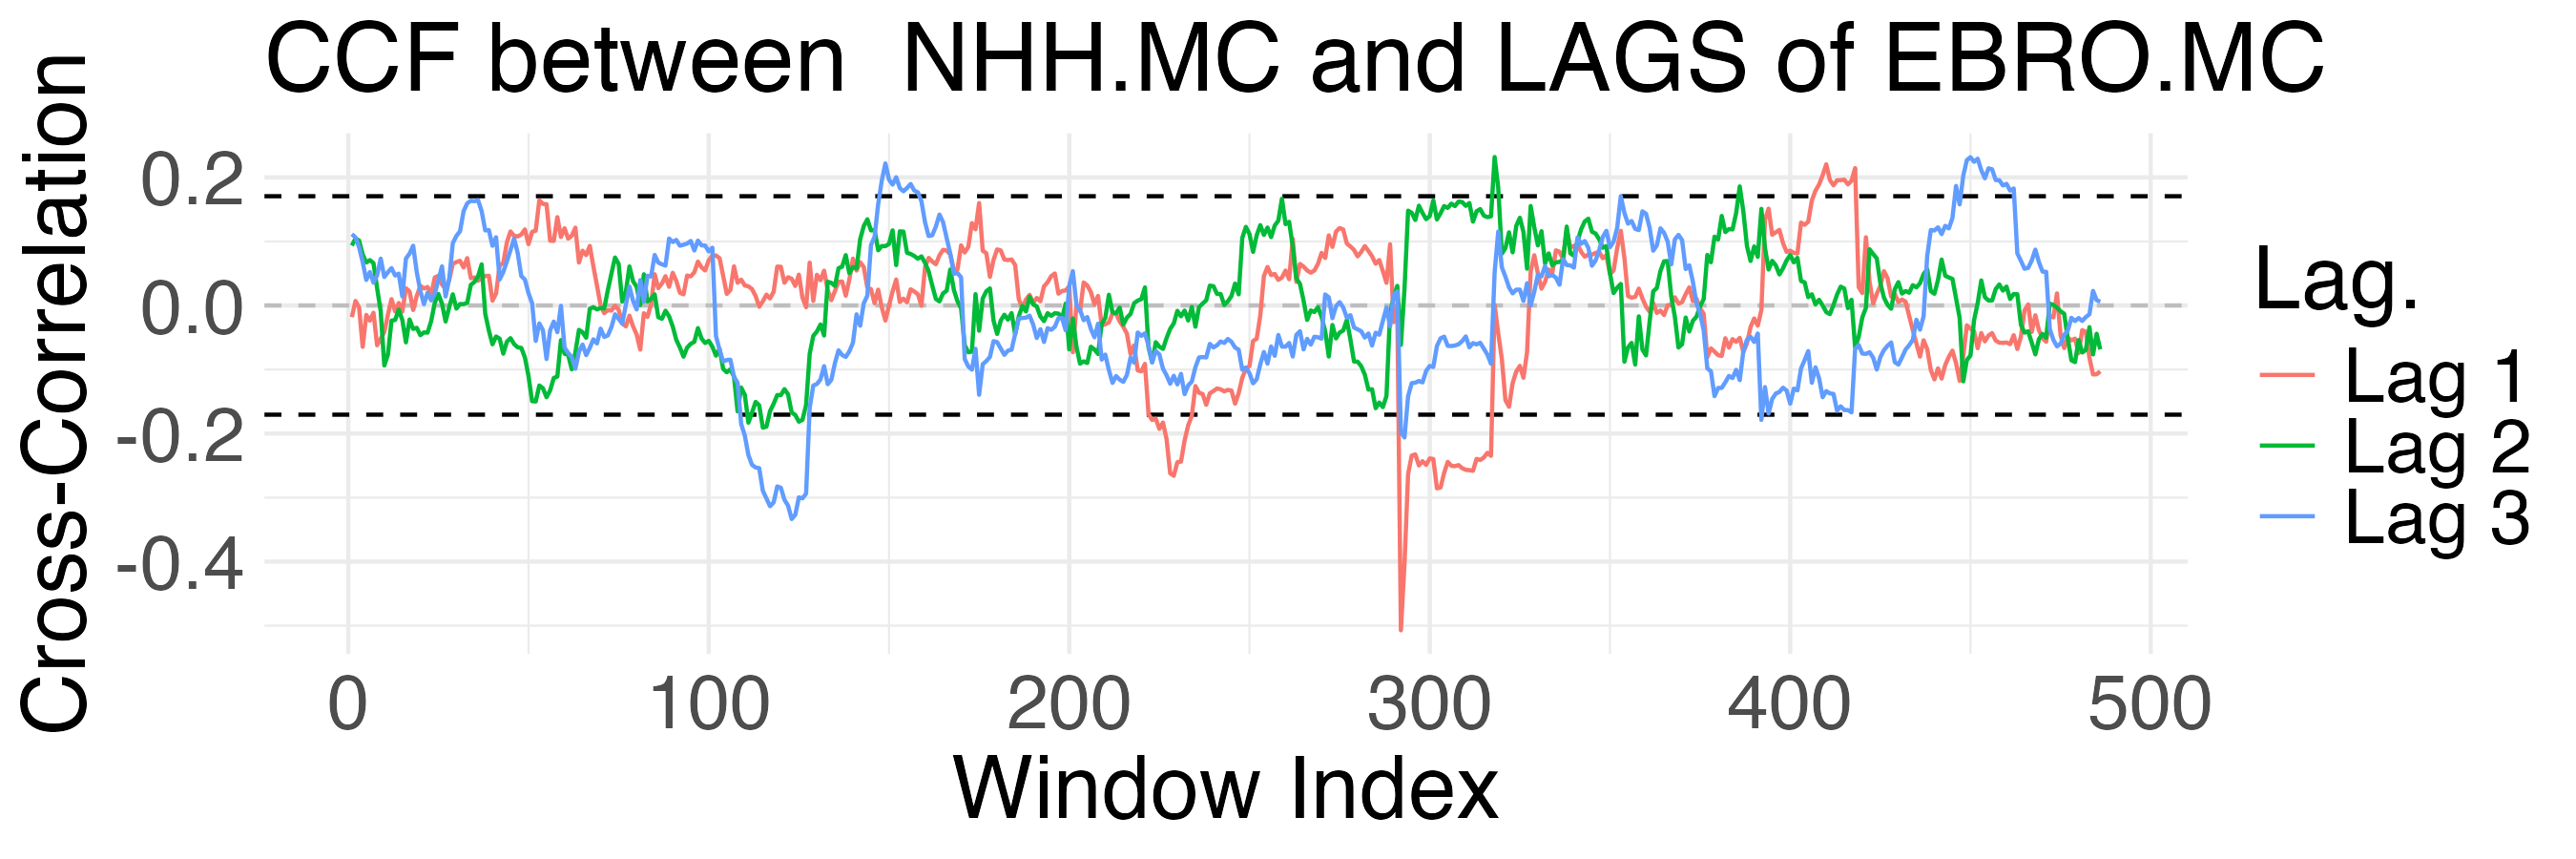 CCF between  NHH.MC and LAGS of EBRO.MC
Cross-Correlation
0.2
0.0
-0.2
-0.4
0 100 200 300 400 500
Window Index
Lag.
Lag 1
Lag 2
Lag 3